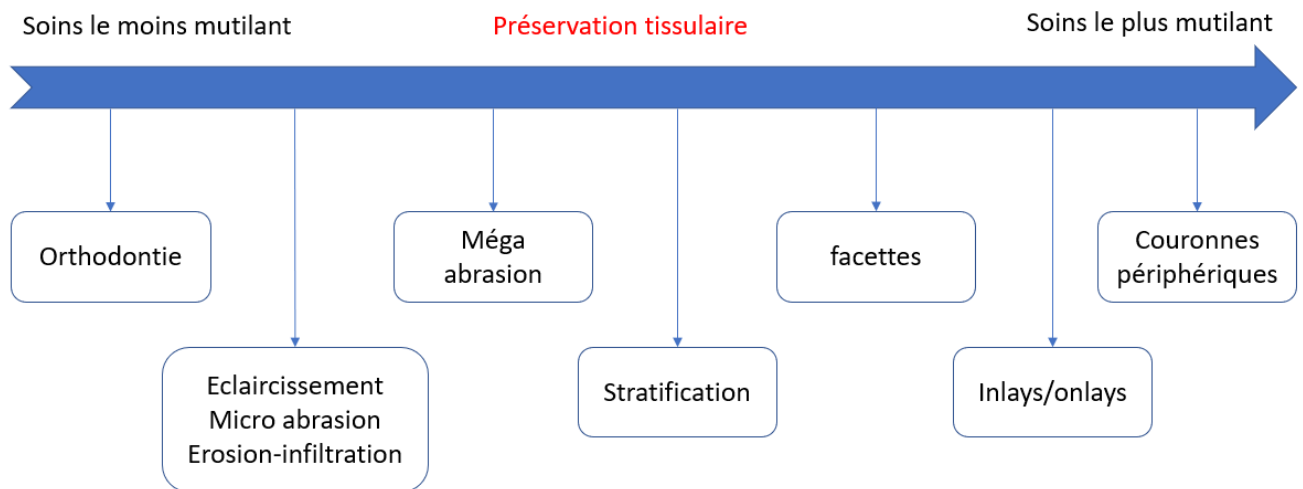 Soins le moins mutilant
Préservation tissulaire
Soins le plus mutilant
Orthodontie
Eclaircissement
Micro abrasion
Erosion-infiltration
Méga
abrasion
Stratification
facettes
Inlays/onlays
Couronnes
périphériques